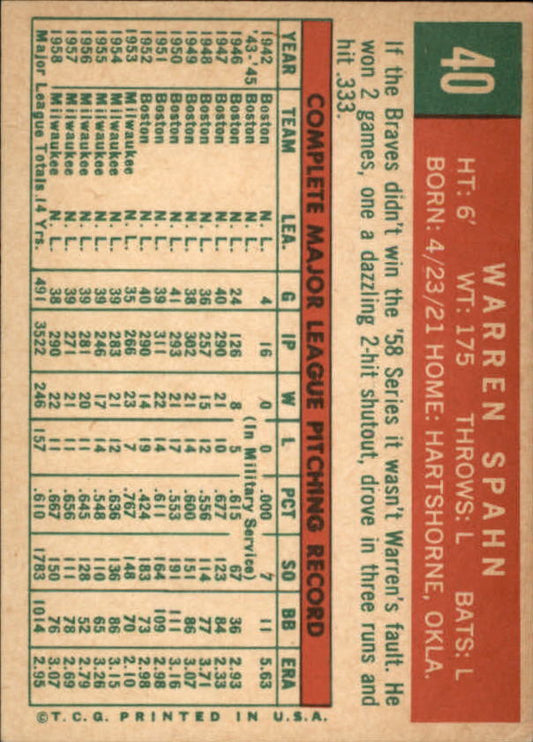 40
WARREN SPAHN
HT: 6' WT: 175 THROWS: L BATS: L
BORN: 4/23/21 HOME: HARTSHORNE, OKLA.
If the Braves didn't win the '58 Series it wasn't Warren's fault. He
won 2 games, one a dazzling 2-hit shutout, drove in three runs and
hit .333.
COMPLETE MAJOR LEAGUE PITCHING RECORD
YEAR TEAM LEA. G IP W L PCT SO BB ERA
1942 Boston N. L. 4 16 0 0 .000 7 11 5.63
'43-'45 Boston N. L. (In Military Service)
1946 Boston N. L. 24 126 8 5 .615 67 36 2.93
1947 Boston N. L. 40 290 21 10 .677 123 84 2.33
1948 Boston N. L. 36 257 15 12 .556 114 77 3.71
1949 Boston N. L. 38 302 21 14 .600 151 86 3.07
1950 Boston N. L. 41 293 21 17 .553 191 111 3.16
1951 Boston N. L. 39 311 22 14 .611 164 109 2.98
1952 Boston N. L. 40 290 14 19 .424 183 73 2.98
1953 Milwaukee N. L. 35 266 23 7 .767 148 70 2.10
1954 Milwaukee N. L. 39 283 21 12 .636 136 86 3.15
1955 Milwaukee N. L. 39 246 17 14 .548 110 65 3.26
1956 Milwaukee N. L. 39 281 20 11 .645 128 52 2.79
1957 Milwaukee N. L. 39 271 21 11 .656 111 78 2.69
1958 Milwaukee N. L. 38 290 22 11 .667 150 76 3.07
Major League Totals 14 Yrs. 491 3522 246 157 .610 1783 1014 2.95
©T.C.G. PRINTED IN U.S.A.